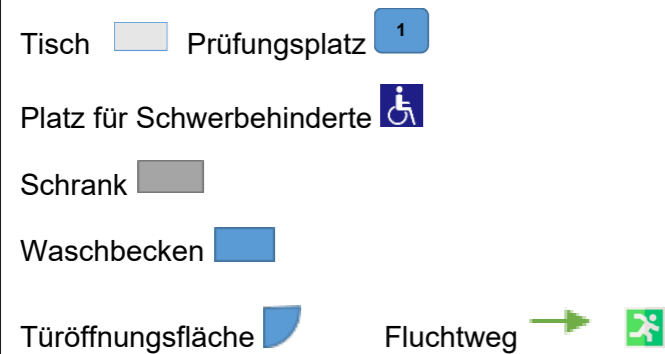 Tisch Prüfungsplatz 1
Platz für Schwerbehinderte
Schrank
Waschbecken
Türöffnungsfläche Fluchtweg